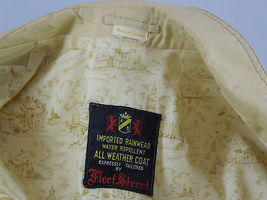 IMPORTED RAINWEAR
WATER REPELLENT
ALL WEATHER COAT
EXPRESSLY TAILORED
BY
Fleet Street